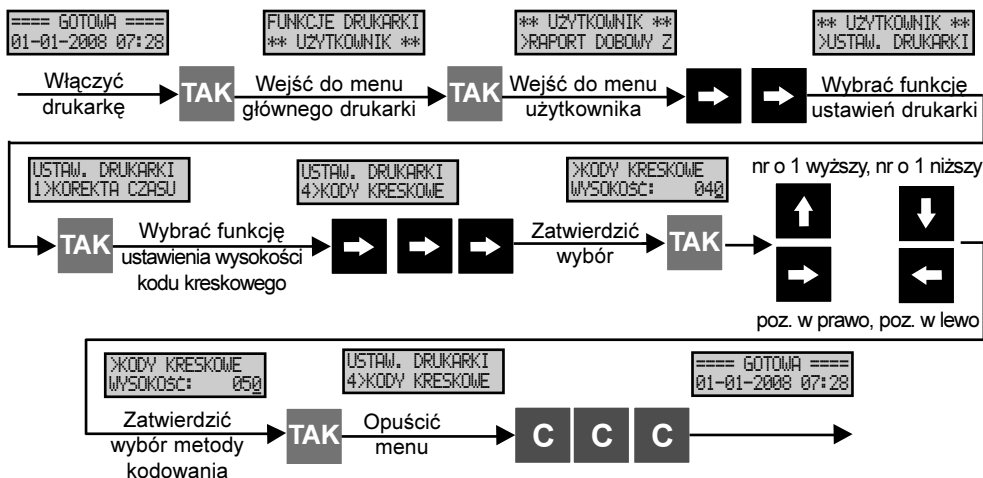 ==== GOTOWA ====
01-01-2008 07:28
FUNKCJE DRUKARKI
** UŻYTKOWNIK **
** UŻYTKOWNIK **
>RAPORT DOBOWY Z
** UŻYTKOWNIK **
>USTAW. DRUKARKI
Włączyć
drukarkę
TAK
Wejść do menu
głównego drukarki
TAK
Wejść do menu
użytkownika
Wybrać funkcję
ustawień drukarki
USTAW. DRUKARKI
1>KOREKTA CZASU
USTAW. DRUKARKI
4>KODY KRESKOWE
>KODY KRESKOWE
WYSOKOŚĆ: 040
nr o 1 wyższy, nr o 1 niższy
TAK
Wybrać funkcję
ustawienia wysokości
kodu kreskowego
Zatwierdzić
wybór
TAK
poz. w prawo, poz. w lewo
>KODY KRESKOWE
WYSOKOŚĆ: 050
USTAW. DRUKARKI
4>KODY KRESKOWE
==== GOTOWA ====
01-01-2008 07:28
Zatwierdzić
wybór metody
kodowania
TAK
Opuścić
menu
C C C